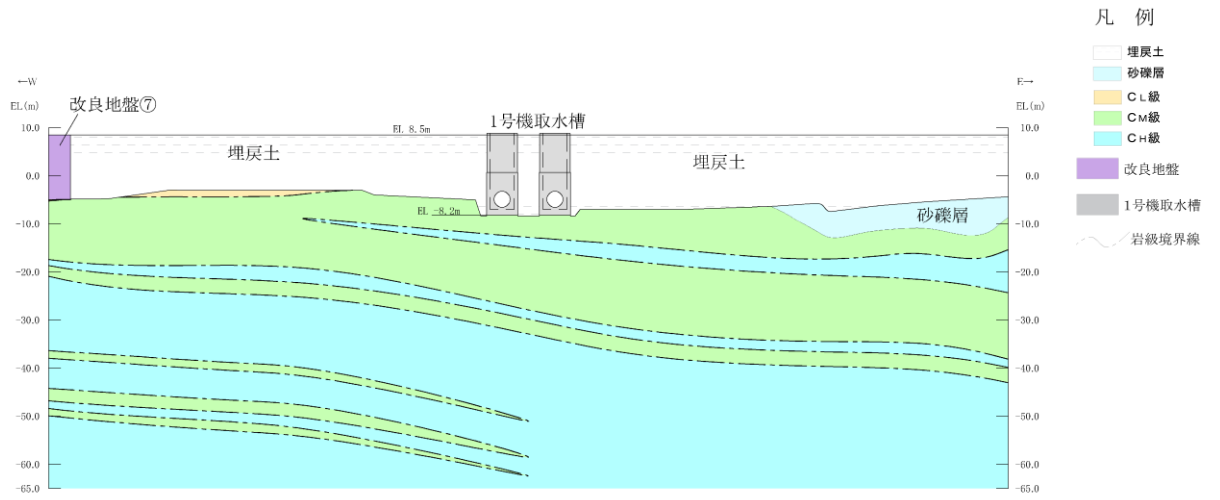 凡 例
埋戻土
砂礫層
CL級
CM級
CH級
改良地盤
1号機取水槽
岩級境界線
←W
E→
EL(m)
EL(m)
改良地盤⑦
1号機取水槽
EL 8.5m
埋戻土
埋戻土
EL -8.2m
砂礫層
10.0
0.0
-10.0
-20.0
-30.0
-40.0
-50.0
-60.0
-65.0
10.0
0.0
-10.0
-20.0
-30.0
-40.0
-50.0
-60.0
-65.0